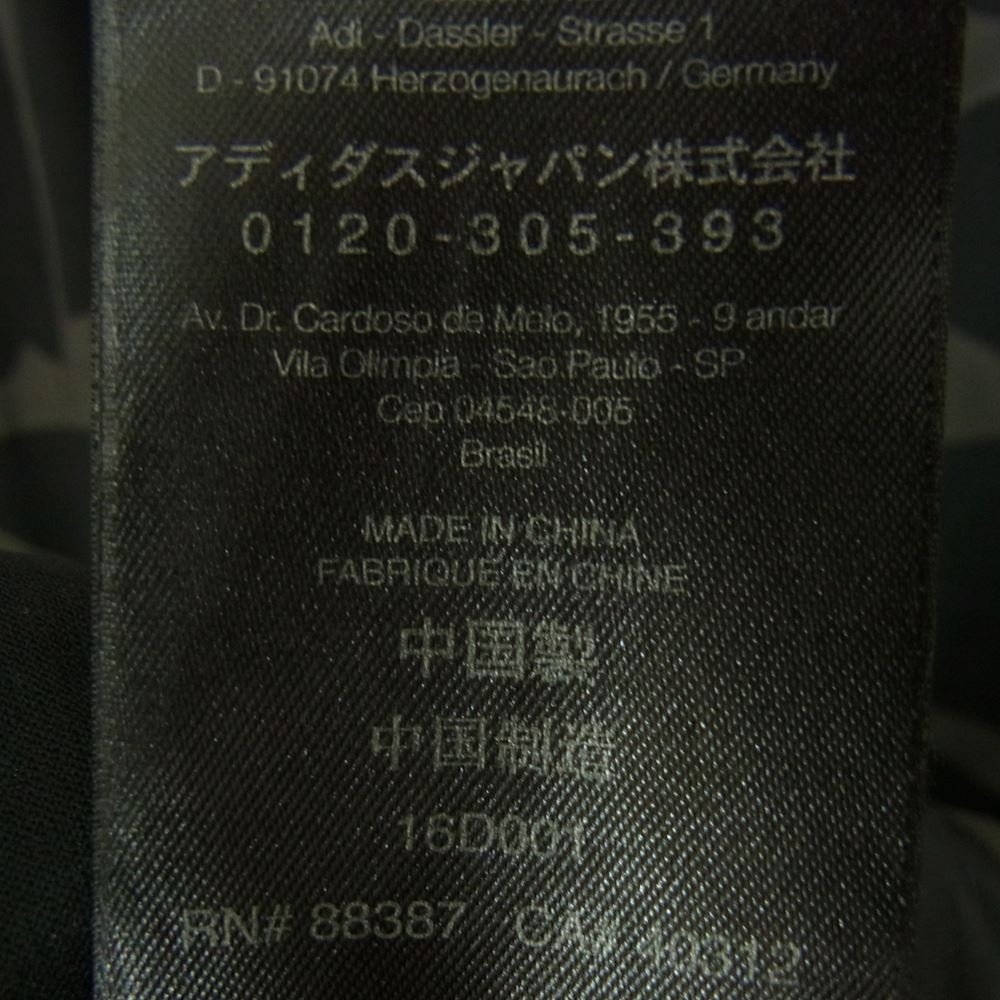 Adi - Dassler - Strasse 1
D - 91074 Herzogenaurach / Germany
アディダスジャパン株式会社
0120-305-393
Av. Dr. Cardoso de Melo, 1955 - 9 andar
Vila Olimpia - Sao Paulo - SP
Cep 04548-005
Brasil
MADE IN CHINA
FABRIQUE EN CHINE
中国製
中国制造
16D001
RN# 88387 CA# 40312